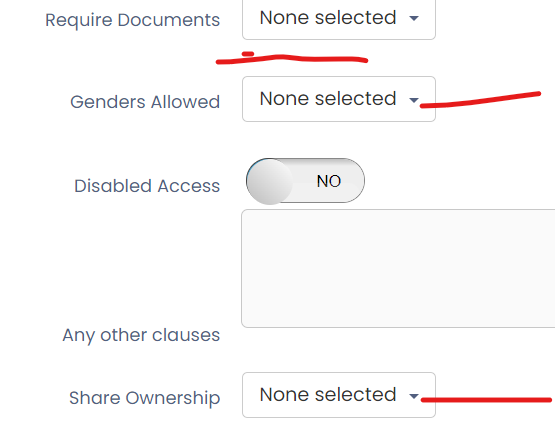 Require Documents None selected
Genders Allowed None selected
Disabled Access NO
Any other clauses
Share Ownership None selected